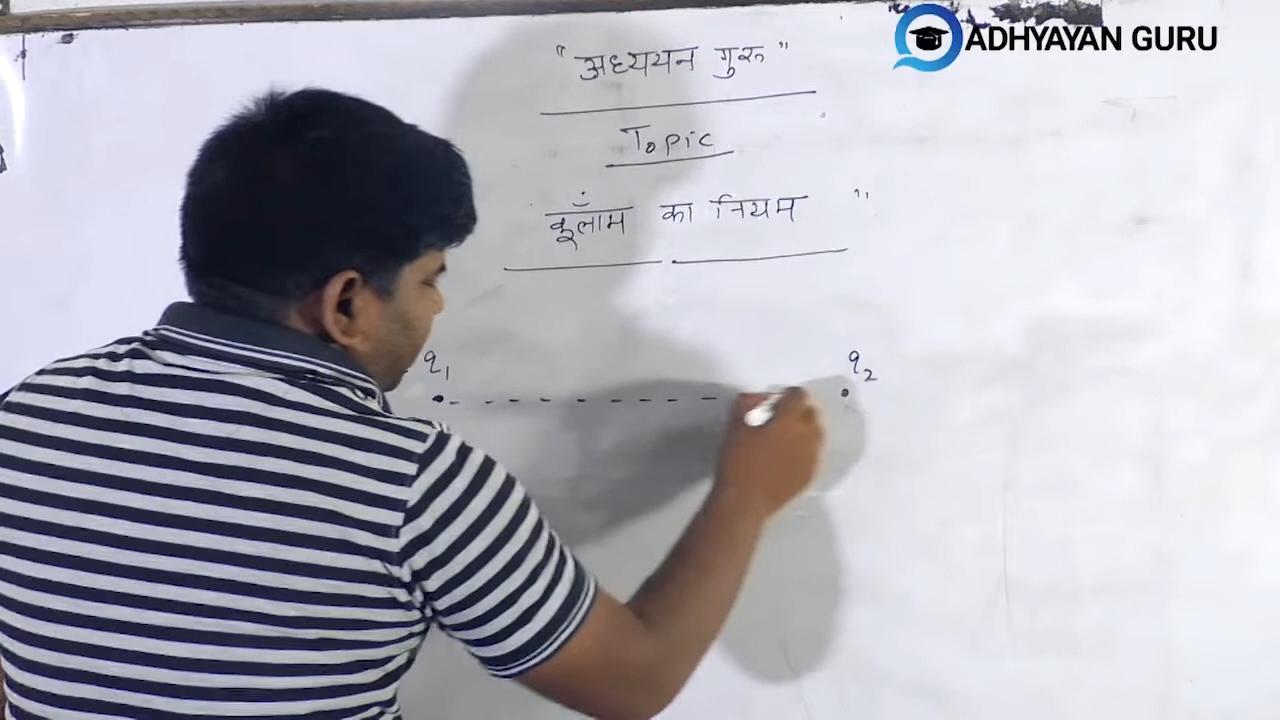 ADHYAYAN GURU
"अध्ययन गुरु"
Topic
कूलॉम का नियम "
q1 q2